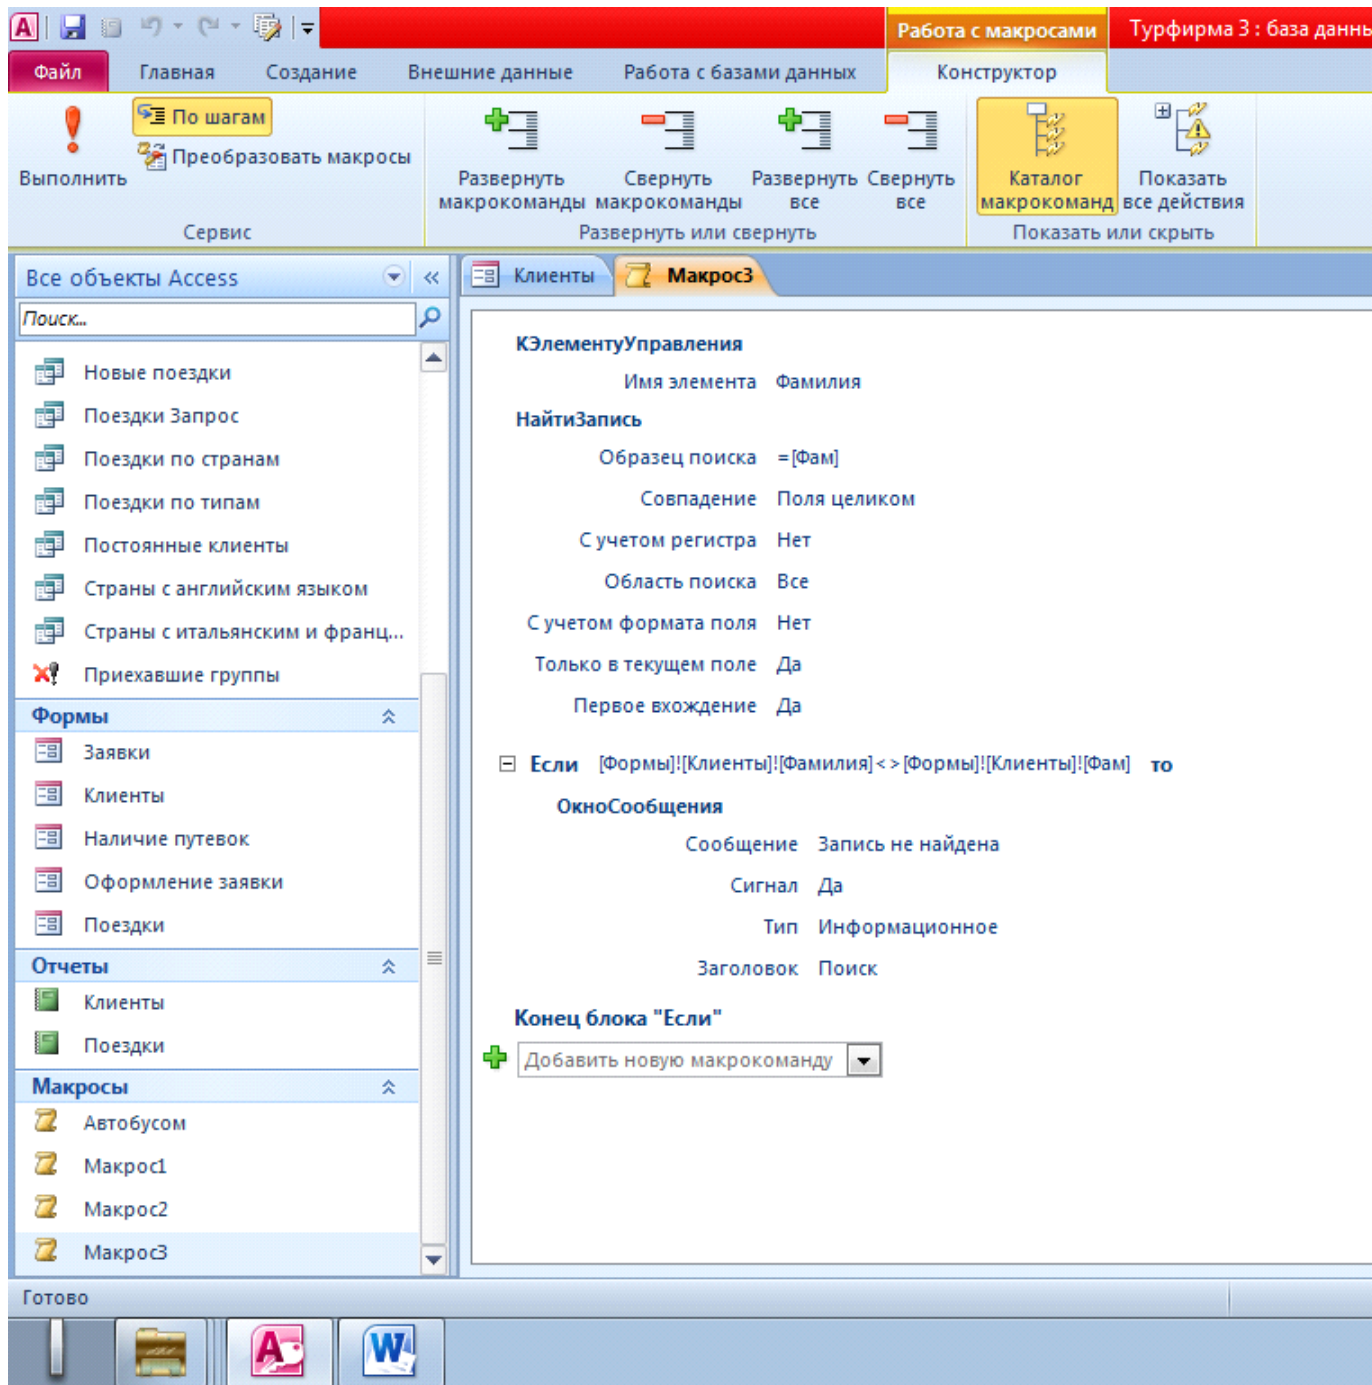 Работа с макросами
Турфирма 3 : база данны
Файл
Главная
Создание
Внешние данные
Работа с базами данных
Конструктор
Выполнить
По шагам
Преобразовать макросы
Развернуть макрокоманды
Свернуть макрокоманды
Развернуть все
Свернуть все
Каталог макрокоманд
Показать все действия
Сервис
Развернуть или свернуть
Показать или скрыть
Все объекты Access
Поиск...
Новые поездки
Поездки Запрос
Поездки по странам
Поездки по типам
Постоянные клиенты
Страны с английским языком
Страны с итальянским и франц...
Приехавшие группы
Формы
Заявки
Клиенты
Наличие путевок
Оформление заявки
Поездки
Отчеты
Клиенты
Поездки
Макросы
Автобусом
Макрос1
Макрос2
Макрос3
Клиенты
Макрос3
КЭлементуУправления
Имя элемента Фамилия
НайтиЗапись
Образец поиска =[Фам]
Совпадение Поля целиком
С учетом регистра Нет
Область поиска Все
С учетом формата поля Нет
Только в текущем поле Да
Первое вхождение Да
Если [Формы]![Клиенты]![Фамилия]<>[Формы]![Клиенты]![Фам] то
ОкноСообщения
Сообщение Запись не найдена
Сигнал Да
Тип Информационное
Заголовок Поиск
Конец блока "Если"
Добавить новую макрокоманду
Готово